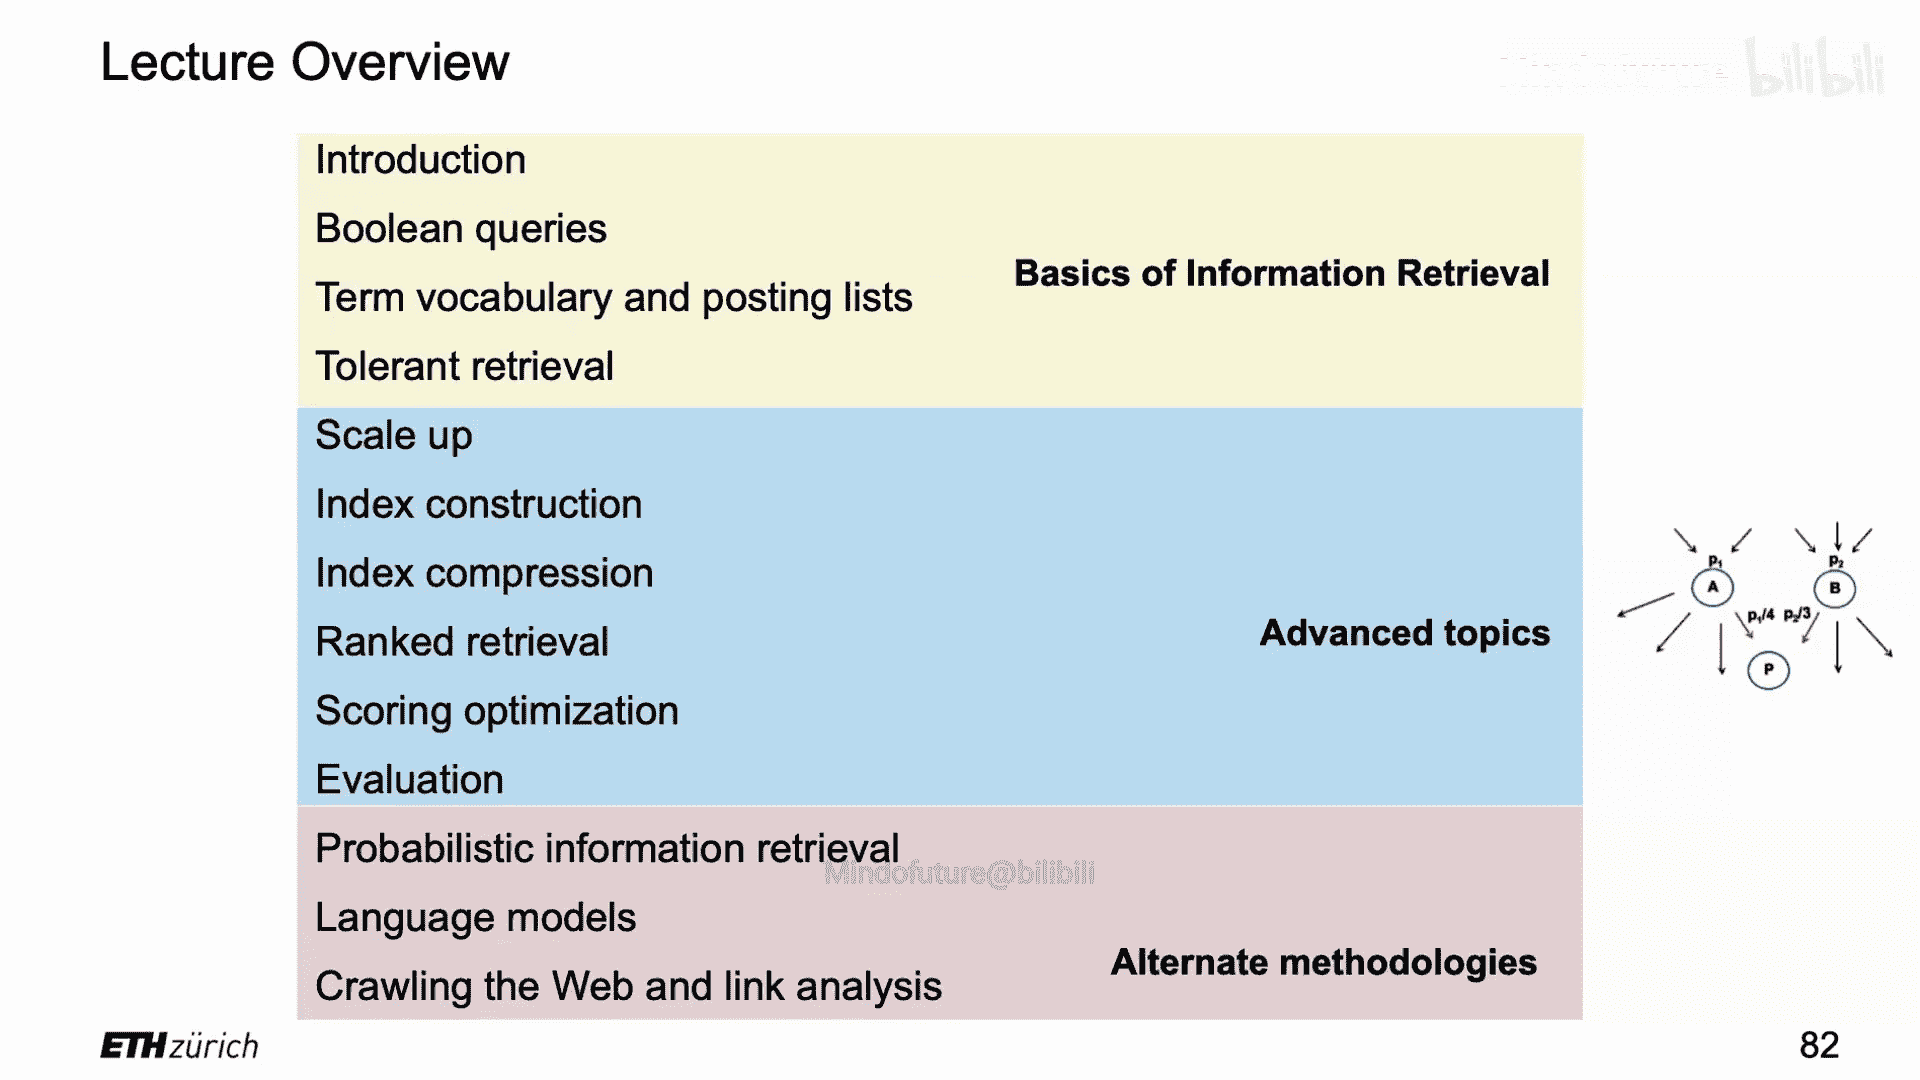 Lecture Overview
bilibili
Introduction
Boolean queries
Term vocabulary and posting lists
Tolerant retrieval
Basics of Information Retrieval
Scale up
Index construction
Index compression
Ranked retrieval
Scoring optimization
Evaluation
Advanced topics
p₁
p₂
A
B
p₁/4 p₂/3
P
Probabilistic information retrieval
Mindofuture@bilibili
Language models
Crawling the Web and link analysis
Alternate methodologies
ETH zürich
82